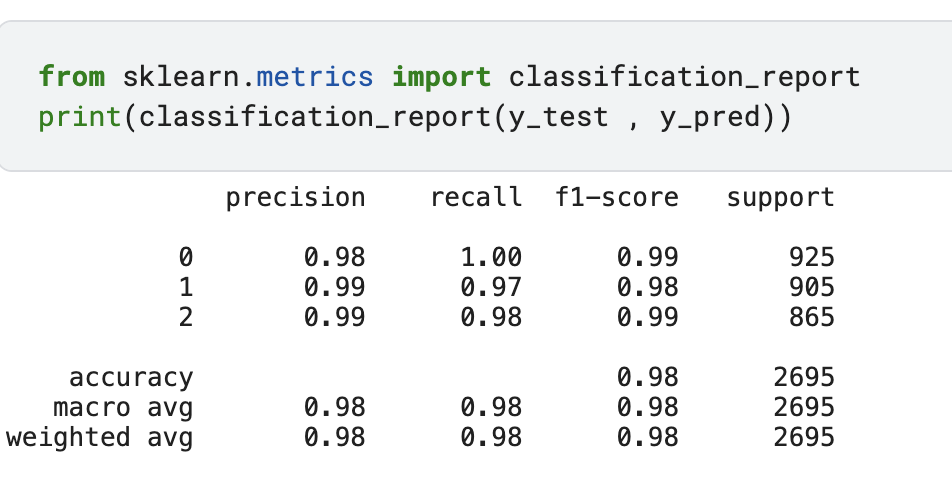 from sklearn.metrics import classification_report
print(classification_report(y_test , y_pred))
precision recall f1-score support
0 0.98 1.00 0.99 925
1 0.99 0.97 0.98 905
2 0.99 0.98 0.99 865
accuracy 0.98 2695
macro avg 0.98 0.98 0.98 2695
weighted avg 0.98 0.98 0.98 2695